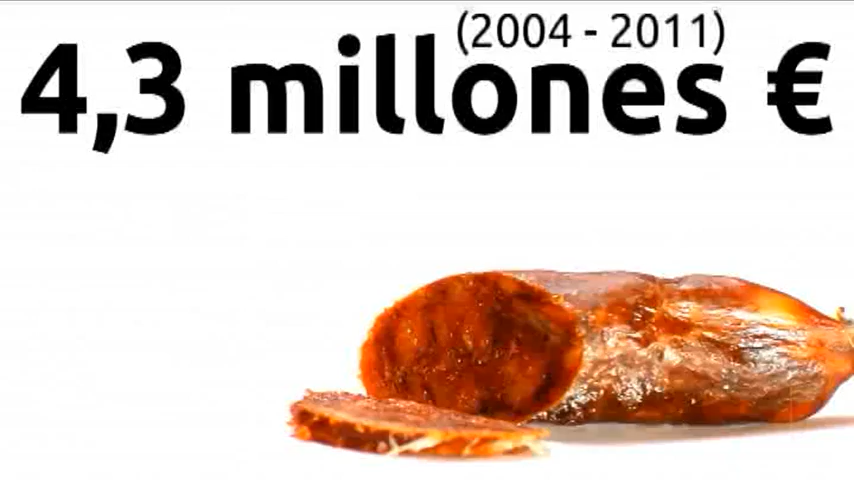 (2004 - 2011)
4,3 millones €